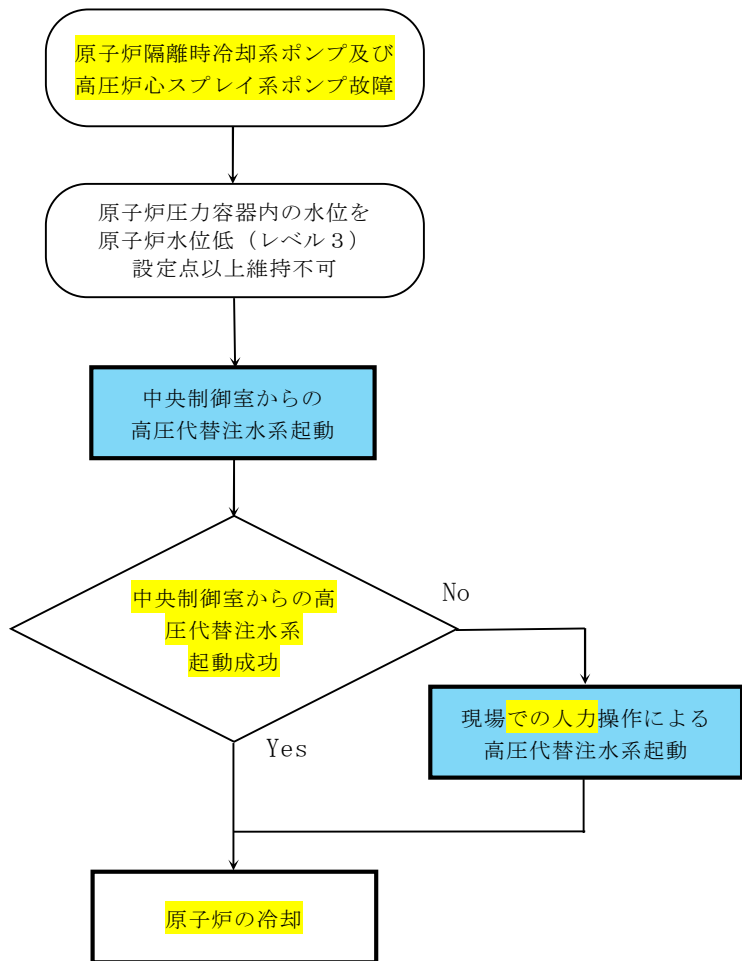 原子炉隔離時冷却系ポンプ及び
高圧炉心スプレイ系ポンプ故障
原子炉圧力容器内の水位を
原子炉水位低（レベル３）
設定点以上維持不可
中央制御室からの
高圧代替注水系起動
中央制御室からの高
圧代替注水系
起動成功
No
現場での人力操作による
高圧代替注水系起動
Yes
原子炉の冷却